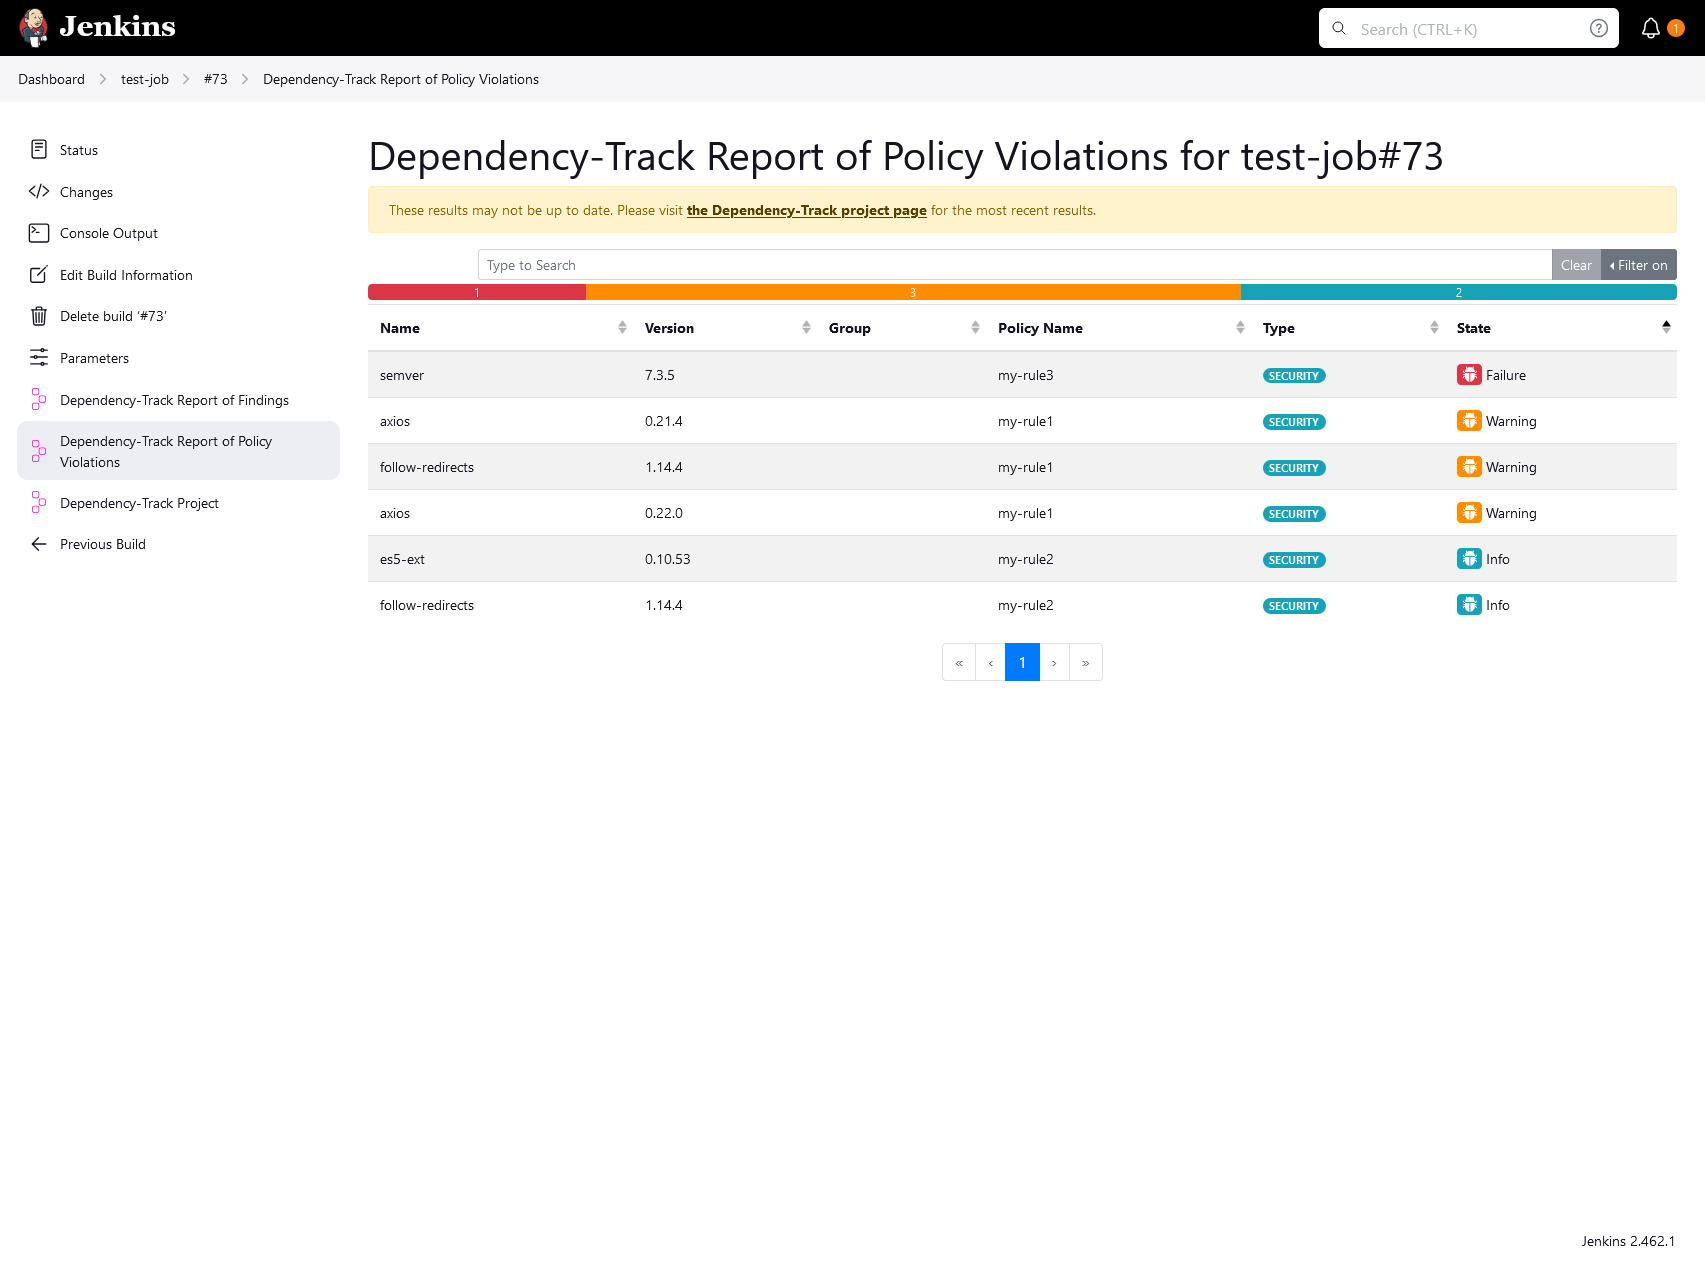 Jenkins
Search (CTRL+K)
1
Dashboard
test-job
#73
Dependency-Track Report of Policy Violations
Status
Changes
Console Output
Edit Build Information
Delete build ‘#73’
Parameters
Dependency-Track Report of Findings
Dependency-Track Report of Policy
Violations
Dependency-Track Project
Previous Build
Dependency-Track Report of Policy Violations for test-job#73
These results may not be up to date. Please visit the Dependency-Track project page for the most recent results.
Type to Search
Clear
Filter on
1 3 2
Name Version Group Policy Name Type State
semver 7.3.5 my-rule3 SECURITY Failure
axios 0.21.4 my-rule1 SECURITY Warning
follow-redirects 1.14.4 my-rule1 SECURITY Warning
axios 0.22.0 my-rule1 SECURITY Warning
es5-ext 0.10.53 my-rule2 SECURITY Info
follow-redirects 1.14.4 my-rule2 SECURITY Info
« ‹ 1 › »
Jenkins 2.462.1